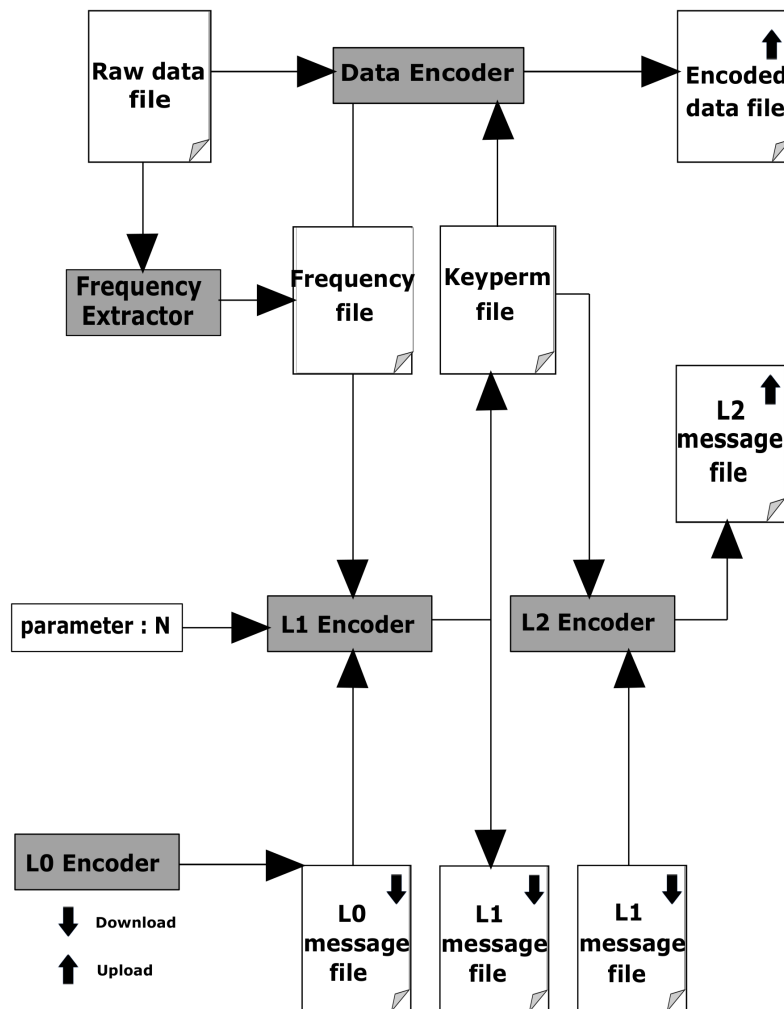 Raw data
file
Data Encoder
Encoded
data file
Frequency
Extractor
Frequency
file
Keyperm
file
L2
message
file
parameter : N
L1 Encoder
L2 Encoder
L0 Encoder
Download
Upload
L0
message
file
L1
message
file
L1
message
file